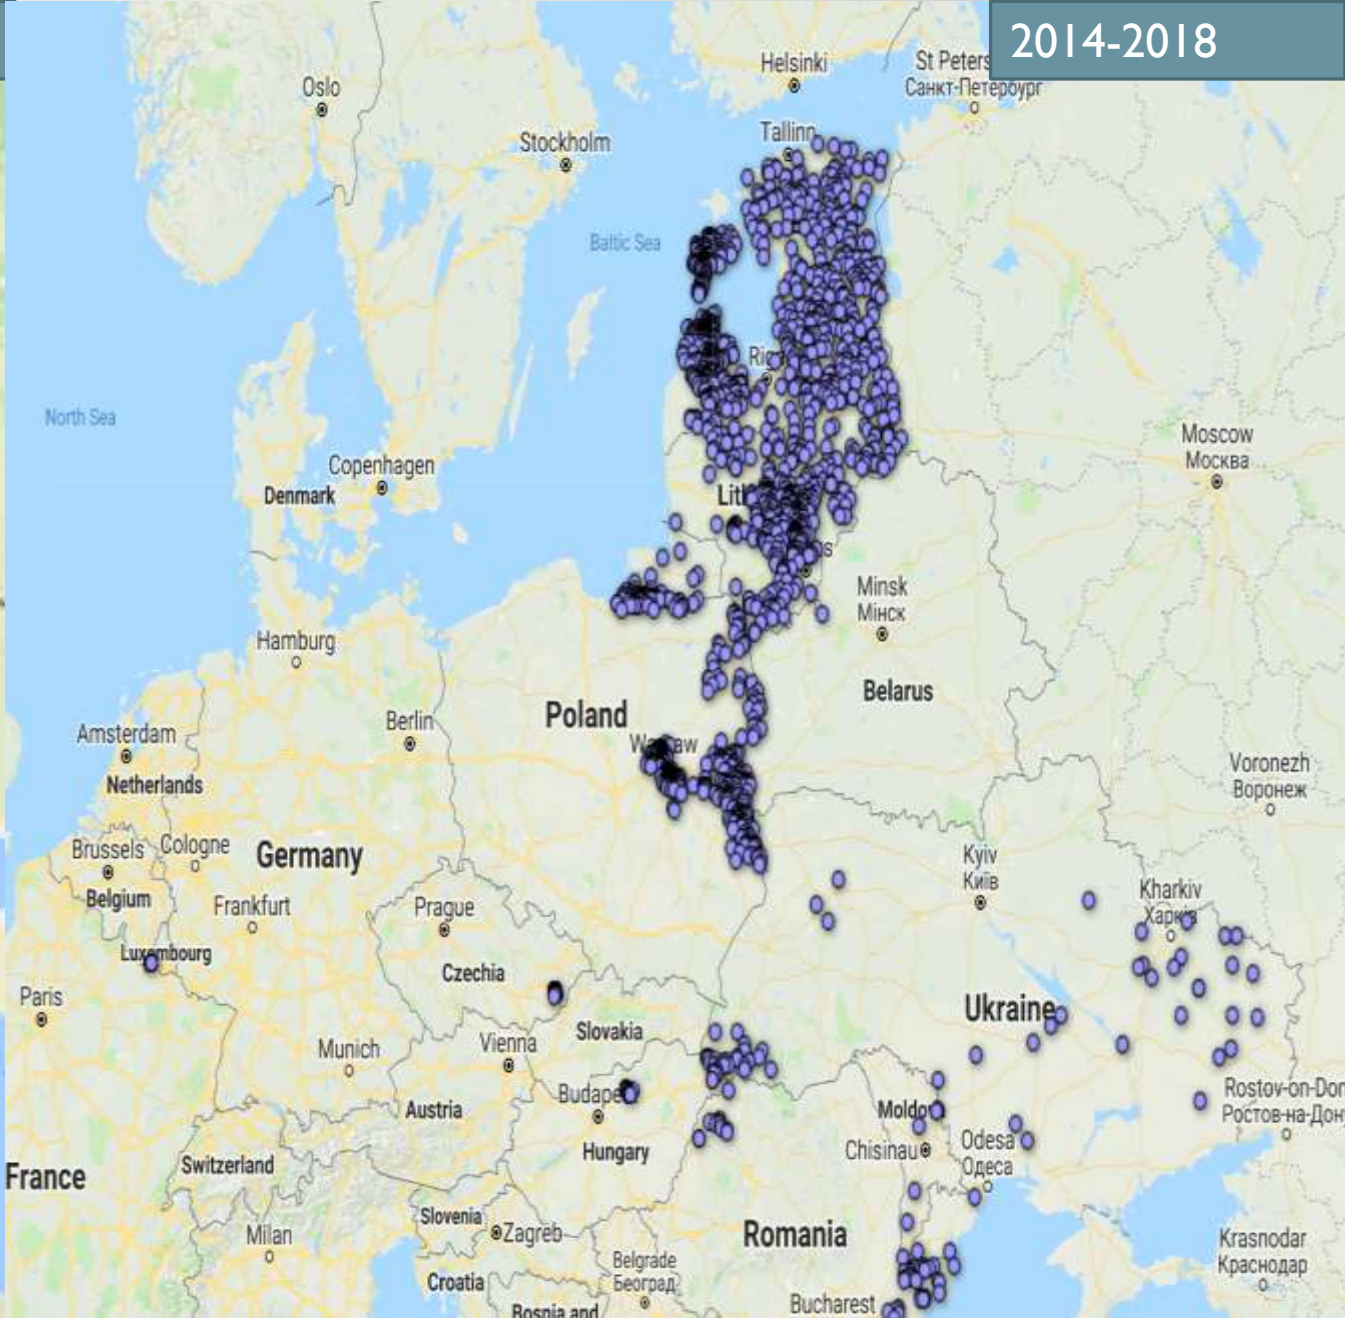 2014-2018
Helsinki
Oslo
Санкт-Петербург
Tallinn
Stockholm
Baltic Sea
North Sea
Moscow
Москва
Copenhagen
Denmark
Minsk
Мінск
Hamburg
Belarus
Poland
Berlin
Amsterdam
Netherlands
Voronezh
Воронеж
Brussels
Cologne
Germany
Kyiv
Київ
Belgium
Frankfurt
Prague
Kharkiv
Luxembourg
Czechia
Paris
Ukraine
Slovakia
Munich
Vienna
Austria
Chisinau
Odesa
Одеса
Hungary
France
Switzerland
Slovenia
Zagreb
Milan
Romania
Belgrade
Београд
Krasnodar
Краснодар
Croatia
Bucharest
Bosnia and